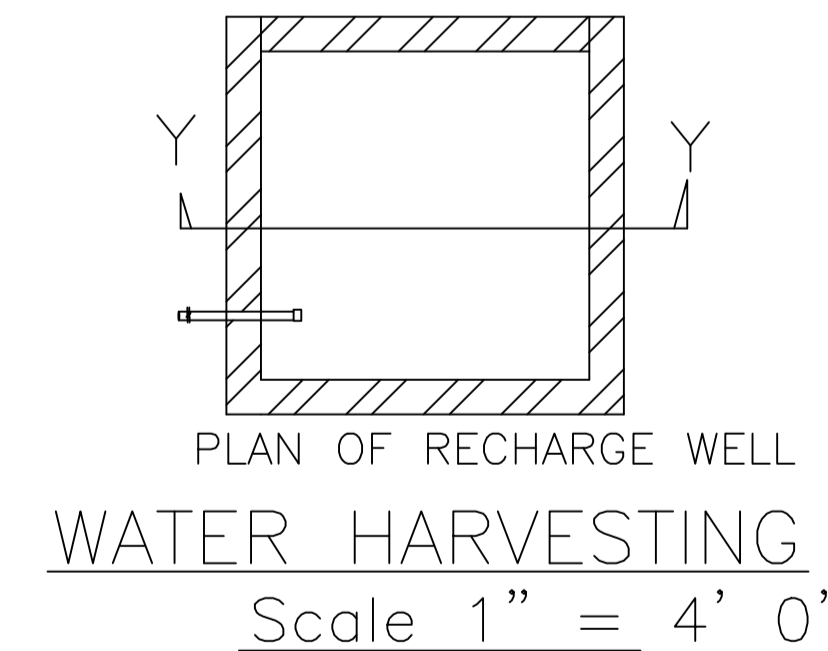 Y Y
PLAN OF RECHARGE WELL
WATER HARVESTING
Scale 1” = 4’ 0’